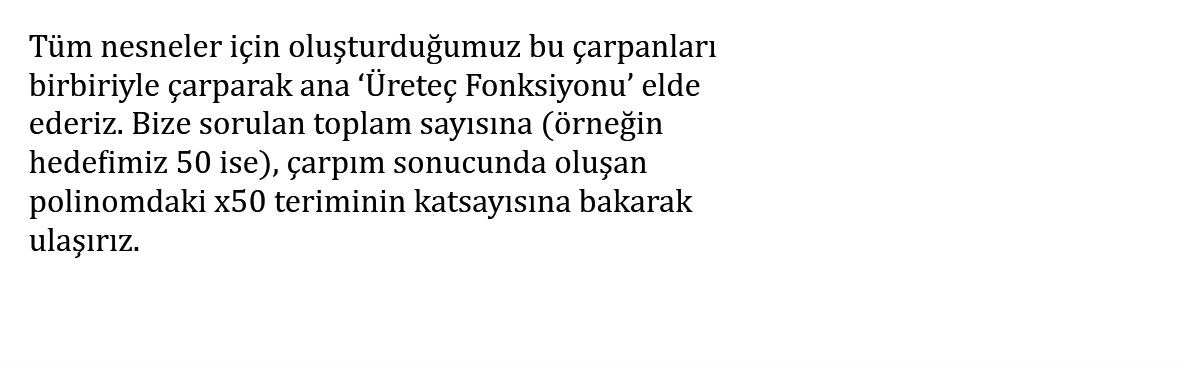 Tüm nesneler için oluşturduğumuz bu çarpanları
birbiriyle çarparak ana ‘Üreteç Fonksiyonu’ elde
ederiz. Bize sorulan toplam sayısına (örneğin
hedefimiz 50 ise), çarpım sonucunda oluşan
polinomdaki x50 teriminin katsayısına bakarak
ulaşırız.